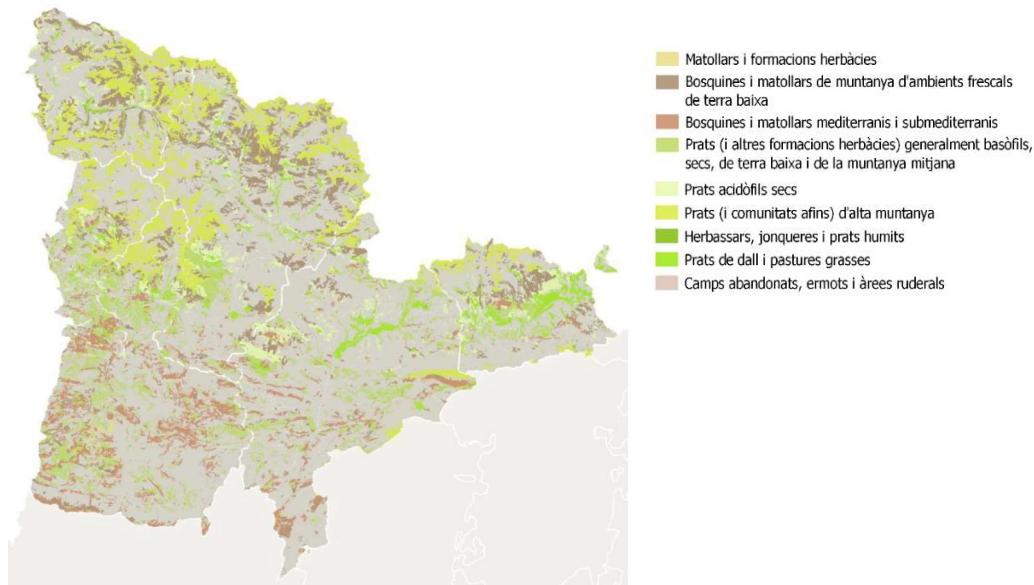 Matollars i formacions herbàcies
Bosquines i matollars de muntanya d'ambients frescals
de terra baixa
Bosquines i matollars mediterranis i submediterranis
Prats (i altres formacions herbàcies) generalment basòfils,
secs, de terra baixa i de la muntanya mitjana
Prats acidòfils secs
Prats (i comunitats afins) d'alta muntanya
Herbassars, jonqueres i prats humits
Prats de dall i pastures grasses
Camps abandonats, ermots i àrees ruderals